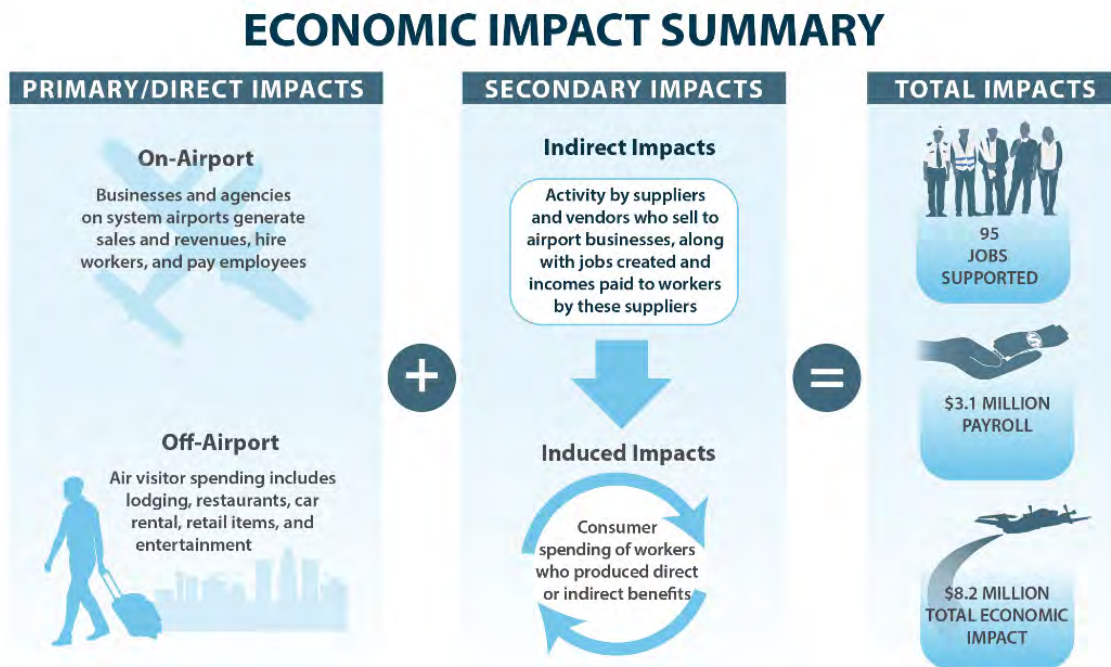 ECONOMIC IMPACT SUMMARY
PRIMARY/DIRECT IMPACTS
On-Airport
Businesses and agencies
on system airports generate
sales and revenues, hire
workers, and pay employees
Off-Airport
Air visitor spending includes
lodging, restaurants, car
rental, retail items, and
entertainment
+
SECONDARY IMPACTS
Indirect Impacts
Activity by suppliers
and vendors who sell to
airport businesses, along
with jobs created and
incomes paid to workers
by these suppliers
Induced Impacts
Consumer
spending of workers
who produced direct
or indirect benefits
=
TOTAL IMPACTS
95
JOBS
SUPPORTED
$
$3.1 MILLION
PAYROLL
$8.2 MILLION
TOTAL ECONOMIC
IMPACT